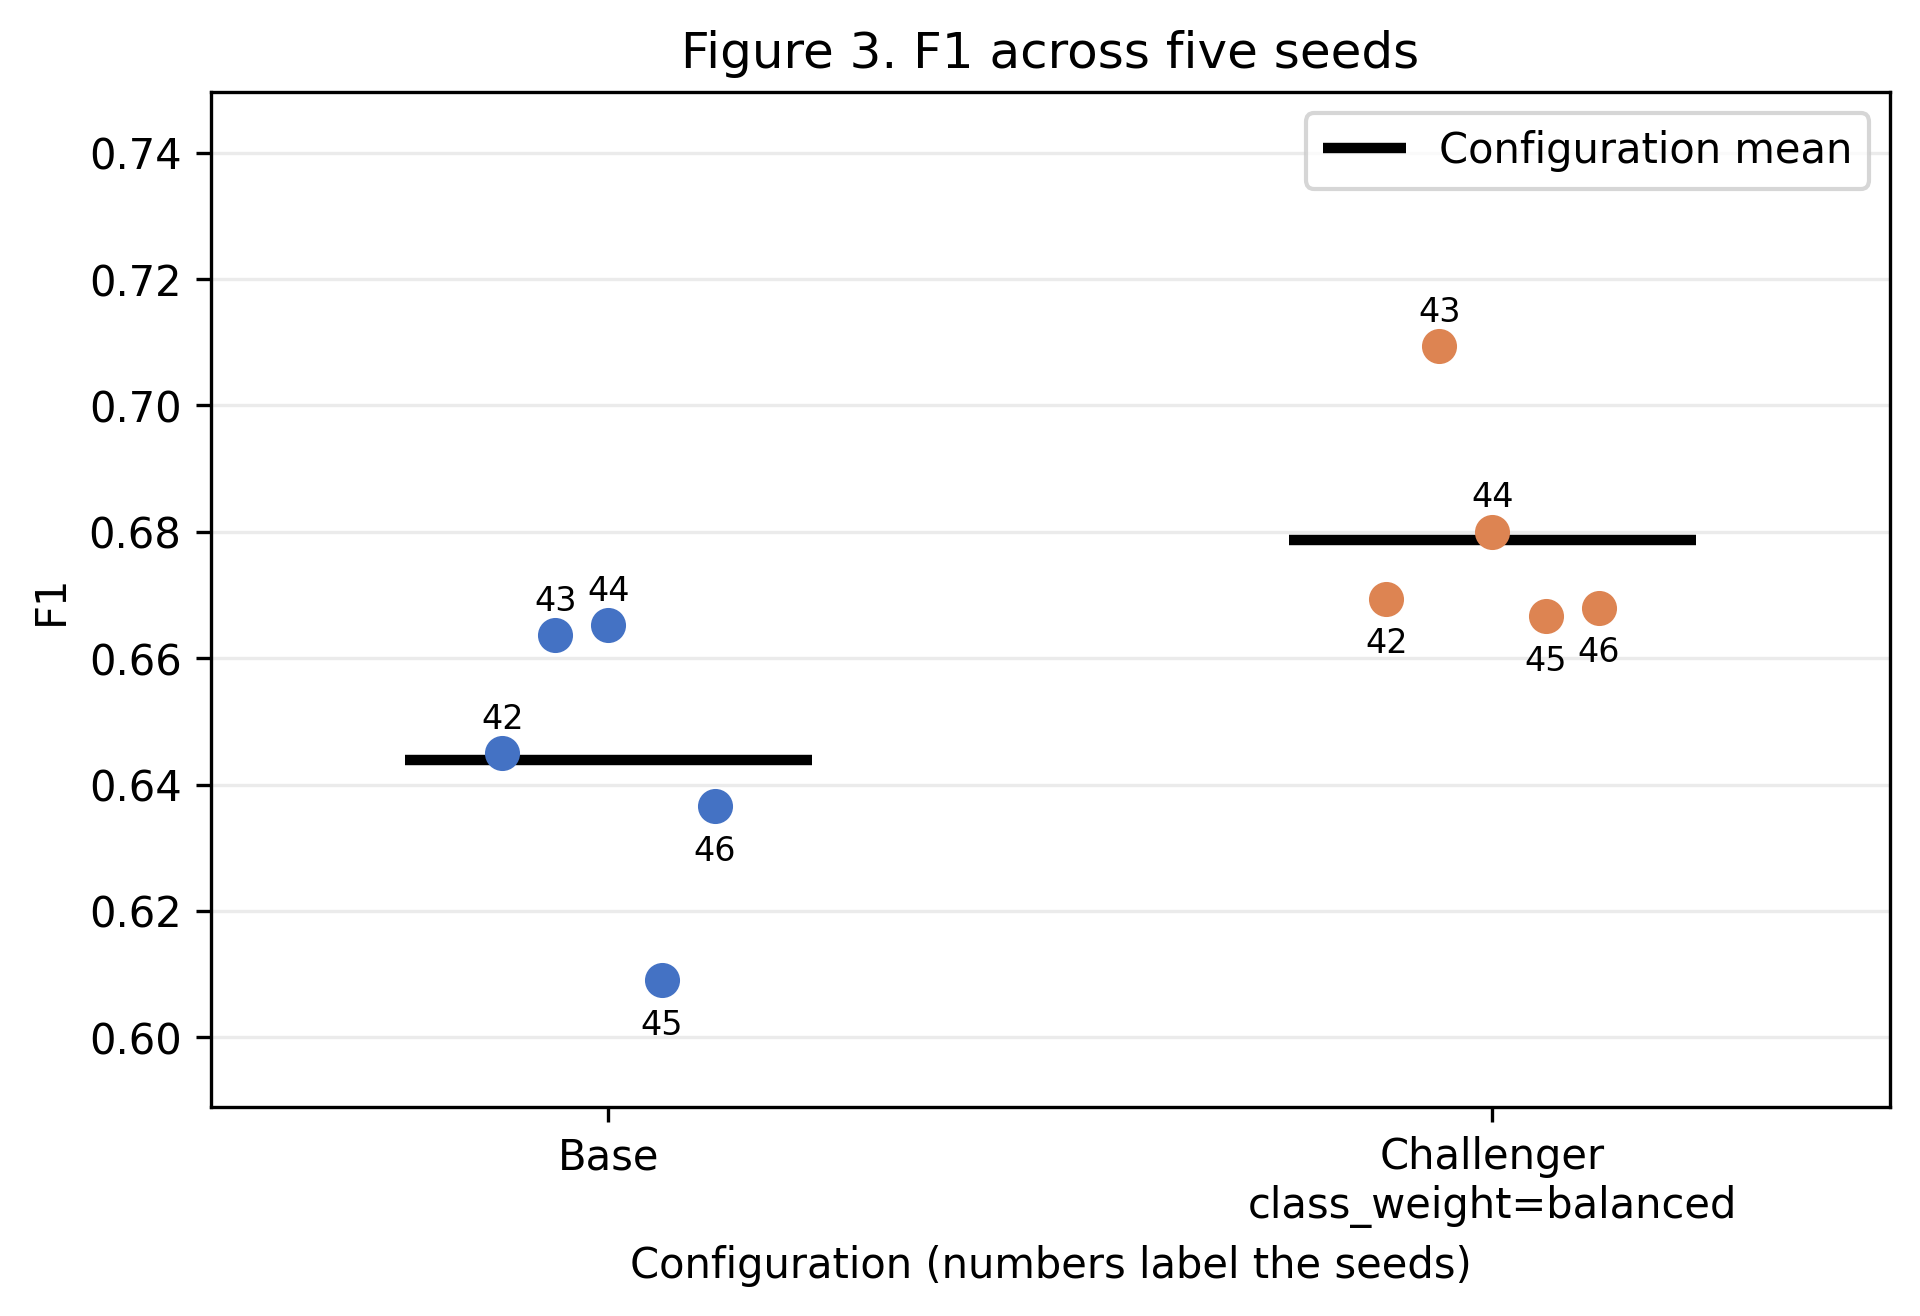 Figure 3. F1 across five seeds
Configuration mean
0.74
0.72
0.70
0.68
0.66
0.64
0.62
0.60
F1
43
44
42
45
46
43 44
42
46
45
Base
Challenger
class_weight=balanced
Configuration (numbers label the seeds)